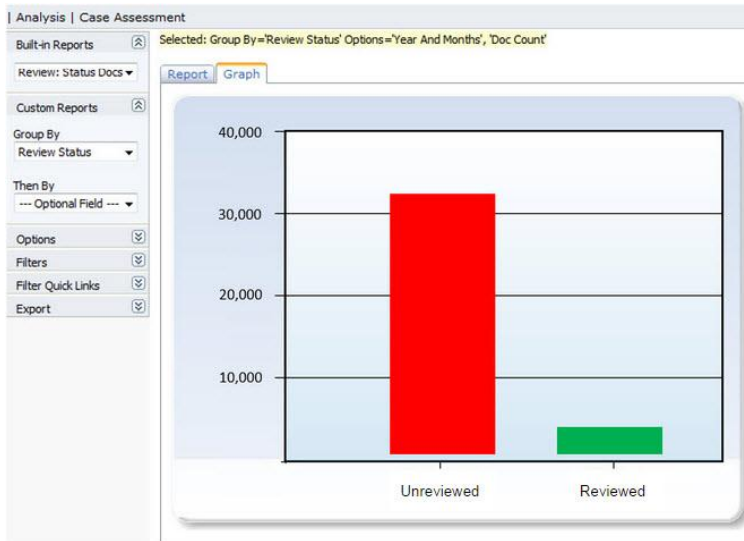 | Analysis | Case Assessment
Built-in Reports
Review: Status Docs
Custom Reports
Group By
Review Status
Then By
--- Optional Field ---
Options
Filters
Filter Quick Links
Export
Selected: Group By='Review Status' Options='Year And Months', 'Doc Count'
Report Graph
40,000
30,000
20,000
10,000
Unreviewed Reviewed